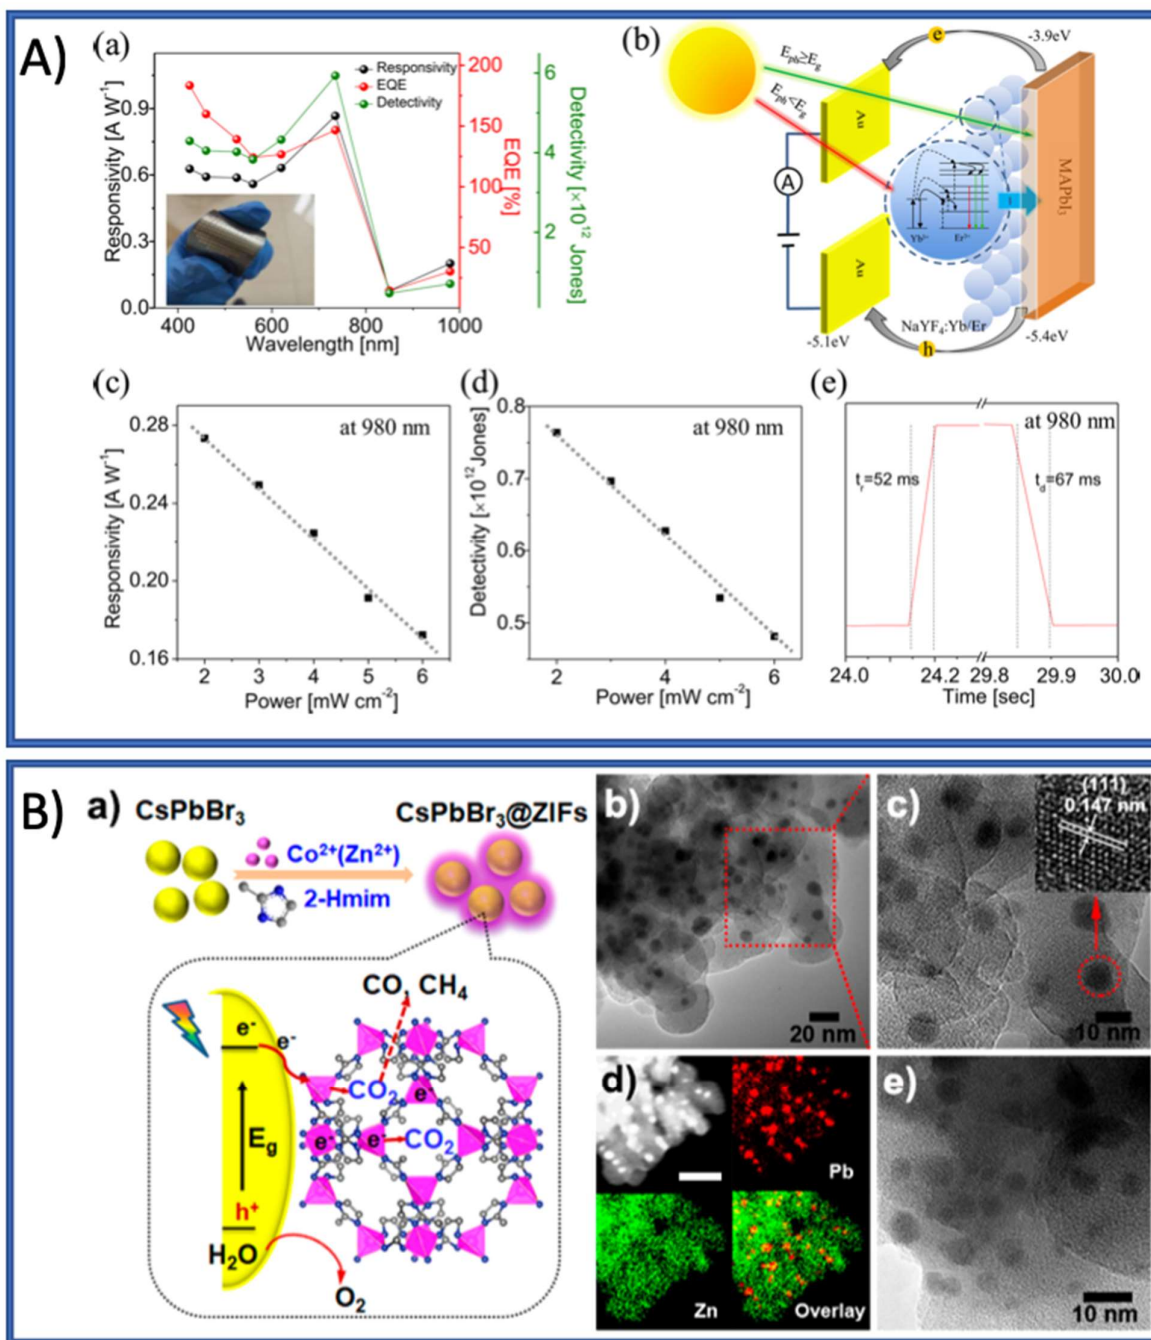 A)
(a)
Responsivity [A W⁻¹]
0.9
0.6
0.3
0.0
400
600
800
1000
Wavelength [nm]
Responsivity
EQE
Detectivity
200
150
100
50
EQE [%]
6
4
2
Detectivity [×10¹² Jones]
(b)
Eₚₕ≥E_g
Eₚₕ<E_g
e
-3.9eV
Au
A
Au
MAPbI₃
Yb³⁺
Er³⁺
NaYF₄:Yb/Er
-5.1eV
h
-5.4eV
(c)
at 980 nm
Responsivity [A W⁻¹]
0.28
0.24
0.20
0.16
2 3 4 5 6
Power [mW cm⁻²]
(d)
at 980 nm
Detectivity [×10¹² Jones]
0.8
0.7
0.6
0.5
2 4 6
Power [mW cm⁻²]
(e)
at 980 nm
tᵣ=52 ms
t_d=67 ms
24.0 24.2 29.8 29.9 30.0
Time [sec]
B)
a)
CsPbBr₃
Co²⁺(Zn²⁺)
2-Hmim
CsPbBr₃@ZIFs
CO, CH₄
e⁻
e⁻
CO₂
e⁻
e⁻
e⁻
CO₂
E_g
h⁺
H₂O
O₂
b)
20 nm
c)
(111)
0.147 nm
10 nm
d)
Pb
Zn
Overlay
e)
10 nm